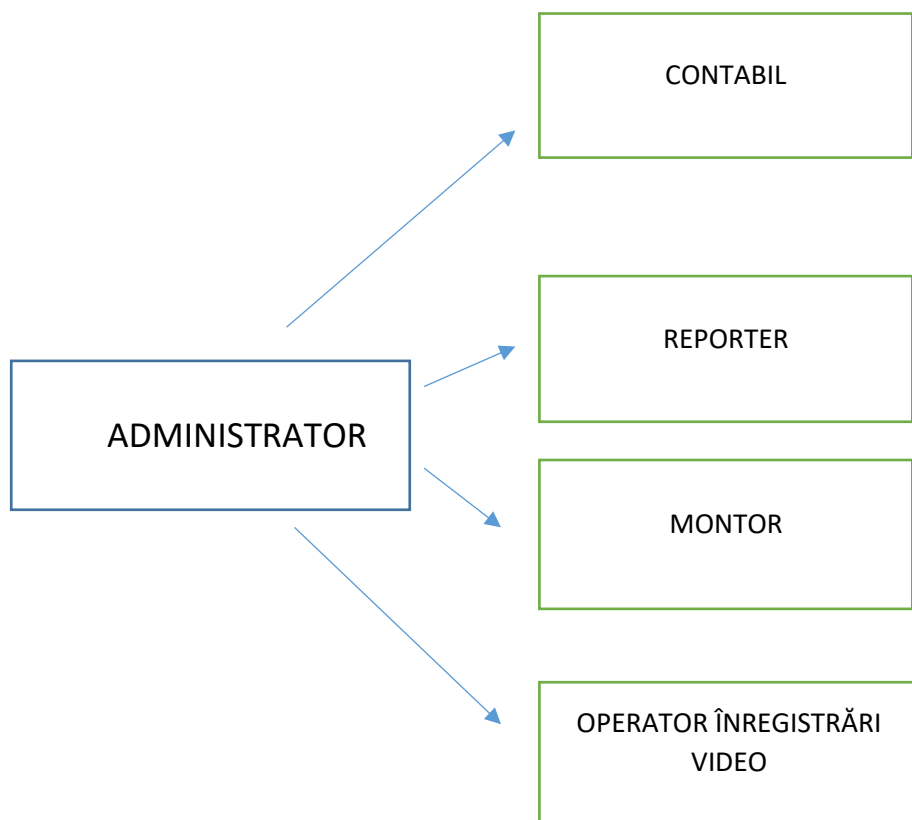 CONTABIL
REPORTER
ADMINISTRATOR
MONTOR
OPERATOR ÎNREGISTRĂRI
VIDEO